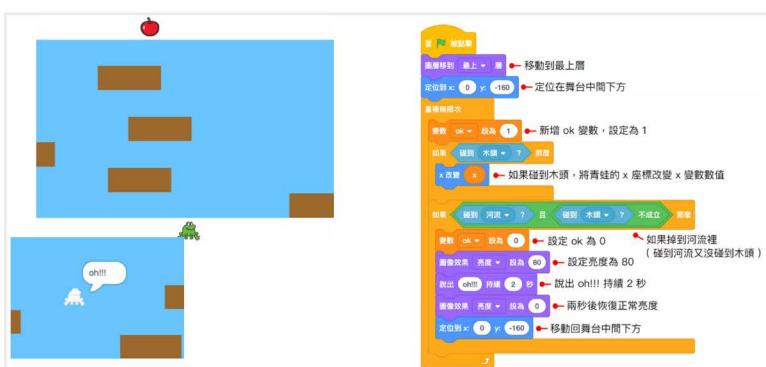 oh!!!
當 被點擊
圖層移到 最上 層
移動到最上層
定位到 x: 0 y: -160
定位在舞台中間下方
重複無限次
變數 ok 設為 1
新增 ok 變數,設定為 1
如果 碰到 木頭 ? 那麼
x 改變 x
如果碰到木頭,將青蛙的 x 座標改變 x 變數數值
如果 碰到 河流 ? 且 碰到 木頭 ? 不成立 那麼
如果掉到河流裡
( 碰到河流又沒碰到木頭 )
變數 ok 設為 0
設定 ok 為 0
圖像效果 亮度 設為 80
設定亮度為 80
說出 oh!!! 持續 2 秒
說出 oh!!! 持續 2 秒
圖像效果 亮度 設為 0
兩秒後恢復正常亮度
定位到 x: 0 y: -160
移動回舞台中間下方